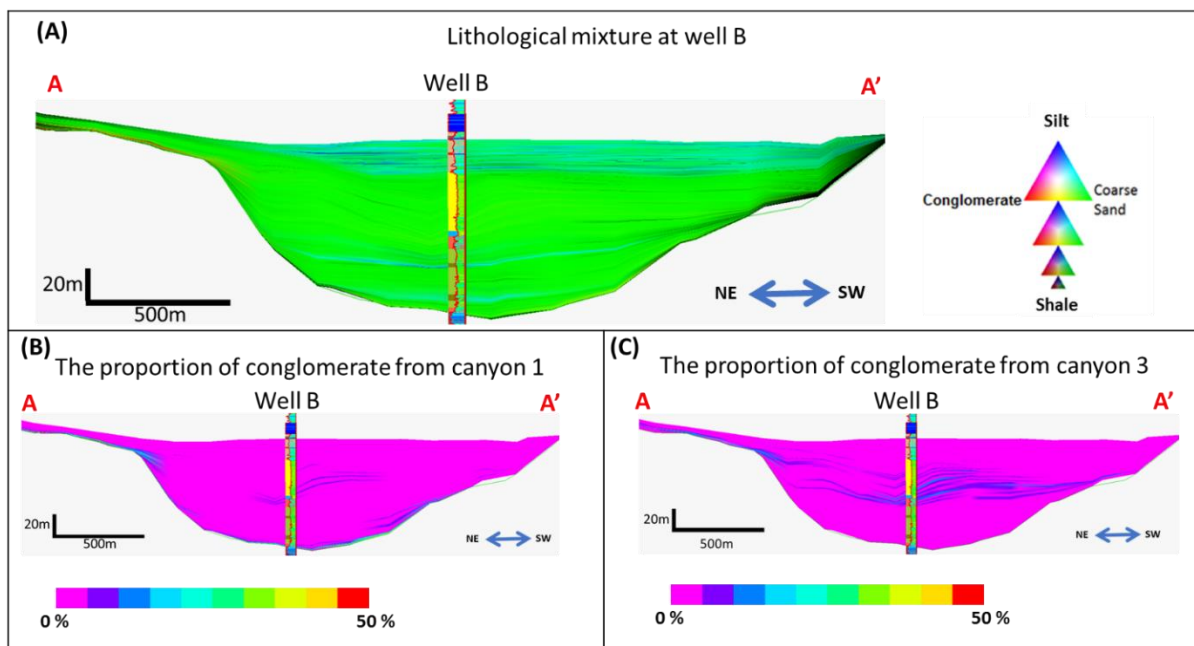 (A)
Lithological mixture at well B
A
Well B
A'
Silt
Conglomerate
Coarse
Sand
Shale
20m
500m
NE
SW
(B)
The proportion of conglomerate from canyon 1
A
Well B
A'
20m
500m
NE
SW
0 %
50 %
(C)
The proportion of conglomerate from canyon 3
A
Well B
A'
20m
500m
NE
SW
0 %
50 %